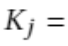 K_j =